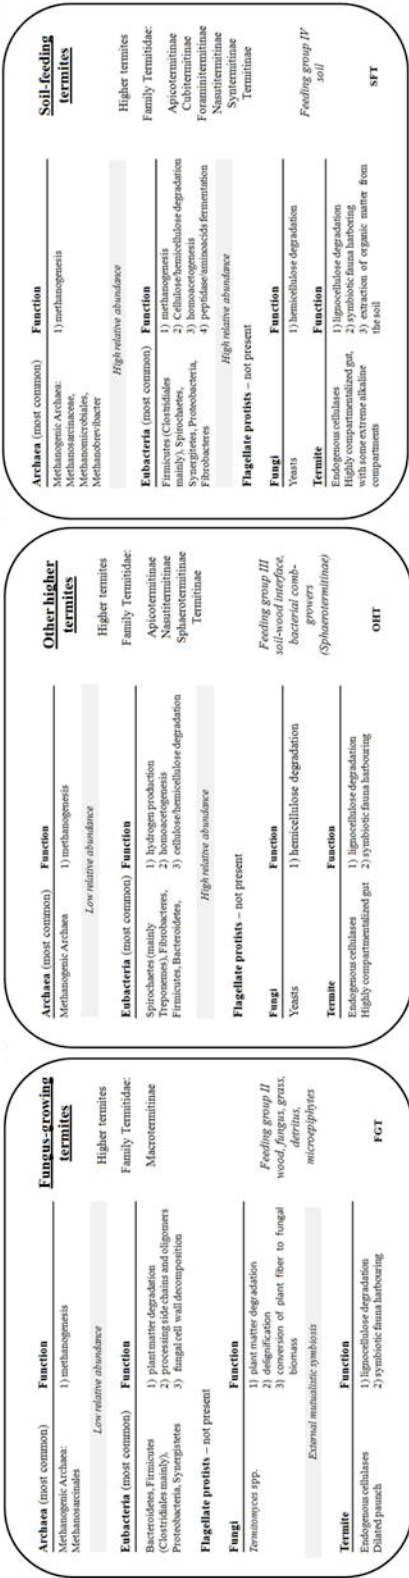 Archaea (most common) Function
Methanogenic Archaea: 1) methanogenesis
Methanosarcinales
Low relative abundance
Eubacteria (most common) Function
Bacteroidetes, Firmicutes 1) plant matter degradation
(Clostridiales mainly), 2) processing side chains and oligomers
Proteobacteria, Synergistetes 3) fungal cell wall decomposition
Flagellate protists – not present
Fungi Function
Termitomyces spp. 1) plant matter degradation
2) delignification
3) conversion of plant fiber to fungal
biomass
External mutualistic symbiosis
Termite Function
Endogenous cellulases 1) lignocellulose degradation
Dilated paunch 2) symbiotic fauna harbouring
Fungus-growing
termites
Higher termites
Family Termitidae:
Macrotermitinae
Feeding group II
wood, fungus, grass,
detritus,
microepiphytes
FGT
Archaea (most common) Function
Methanogenic Archaea 1) methanogenesis
Low relative abundance
Eubacteria (most common) Function
Spirochaetes (mainly 1) hydrogen production
Treponemes), Fibrobacteres, 2) homoacetogenesis
Firmicutes, Bacteroidetes, 3) cellulose/hemicellulose degradation
High relative abundance
Flagellate protists – not present
Fungi Function
Yeasts 1) hemicellulose degradation
Termite Function
Endogenous cellulases 1) lignocellulose degradation
Highly compartmentalized gut 2) symbiotic fauna harbouring
Other higher
termites
Higher termites
Family Termitidae:
Apicotermitinae
Nasutitermitinae
Sphaerotermitinae
Termitinae
Feeding group III
soil-wood interface,
bacterial comb-
growers
(Sphaerotermitinae)
OHT
Archaea (most common) Function
Methanogenic Archaea: 1) methanogenesis
Methanosarcinaceae,
Methanomicrobiales,
Methanobrevibacter
High relative abundance
Eubacteria (most common) Function
Firmicutes (Clostridiales 1) methanogenesis
mainly), Spirochaetes, 2) Cellulose/hemicellulose degradation
Synergitetes, Proteobacteria, 3) homoacetogenesis
Fibrobacteres 4) peptidase/aminoacids fermentation
High relative abundance
Flagellate protists – not present
Fungi Function
Yeasts 1) hemicellulose degradation
Termite Function
Endogenous cellulases 1) lignocellulose degradation
Highly compartmentalized gut, 2) symbiotic fauna harboring
with some extreme alkaline 3) extraction of organic matter from
compartments the soil
Soil-feeding
termites
Higher termites
Family Termitidae:
Apicotermitinae
Cubitermitinae
Foraminitermitinae
Nasutitermitinae
Syntermitinae
Termitinae
Feeding group IV
soil
SFT